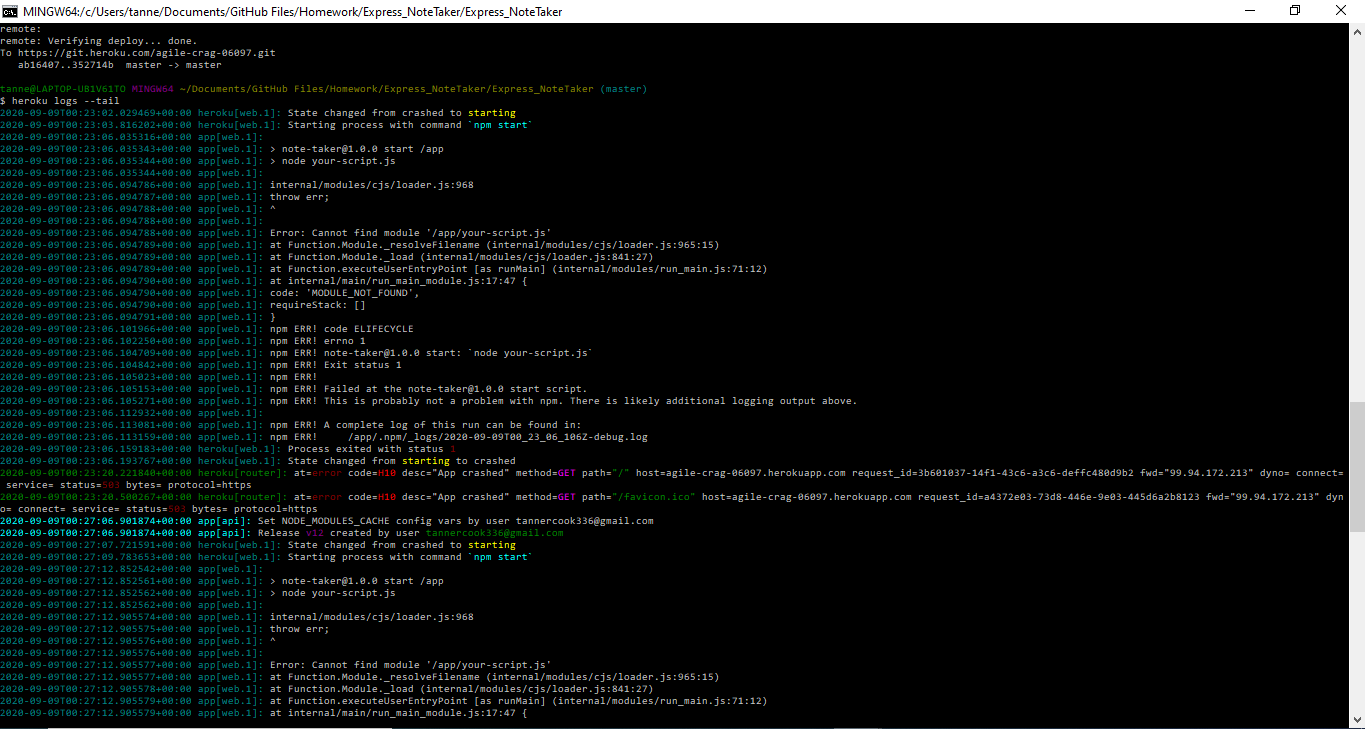 MINGW64:/c/Users/tanne/Documents/GitHub Files/Homework/Express_NoteTaker/Express_NoteTaker
remote:
remote: Verifying deploy... done.
To https://git.heroku.com/agile-crag-06097.git
   ab16407..352714b  master -> master

tanne@LAPTOP-UB1V61TO MINGW64 ~/Documents/GitHub Files/Homework/Express_NoteTaker/Express_NoteTaker (master)
$ heroku logs --tail
2020-09-09T00:23:02.029469+00:00 heroku[web.1]: State changed from crashed to starting
2020-09-09T00:23:03.816202+00:00 heroku[web.1]: Starting process with command `npm start`
2020-09-09T00:23:06.035316+00:00 app[web.1]:
2020-09-09T00:23:06.035343+00:00 app[web.1]: > note-taker@1.0.0 start /app
2020-09-09T00:23:06.035344+00:00 app[web.1]: > node your-script.js
2020-09-09T00:23:06.035344+00:00 app[web.1]:
2020-09-09T00:23:06.094786+00:00 app[web.1]: internal/modules/cjs/loader.js:968
2020-09-09T00:23:06.094787+00:00 app[web.1]: throw err;
2020-09-09T00:23:06.094788+00:00 app[web.1]: ^
2020-09-09T00:23:06.094788+00:00 app[web.1]:
2020-09-09T00:23:06.094788+00:00 app[web.1]: Error: Cannot find module '/app/your-script.js'
2020-09-09T00:23:06.094789+00:00 app[web.1]: at Function.Module._resolveFilename (internal/modules/cjs/loader.js:965:15)
2020-09-09T00:23:06.094789+00:00 app[web.1]: at Function.Module._load (internal/modules/cjs/loader.js:841:27)
2020-09-09T00:23:06.094789+00:00 app[web.1]: at Function.executeUserEntryPoint [as runMain] (internal/modules/run_main.js:71:12)
2020-09-09T00:23:06.094790+00:00 app[web.1]: at internal/main/run_main_module.js:17:47 {
2020-09-09T00:23:06.094790+00:00 app[web.1]: code: 'MODULE_NOT_FOUND',
2020-09-09T00:23:06.094790+00:00 app[web.1]: requireStack: []
2020-09-09T00:23:06.094791+00:00 app[web.1]: }
2020-09-09T00:23:06.101966+00:00 app[web.1]: npm ERR! code ELIFECYCLE
2020-09-09T00:23:06.102250+00:00 app[web.1]: npm ERR! errno 1
2020-09-09T00:23:06.104709+00:00 app[web.1]: npm ERR! note-taker@1.0.0 start: `node your-script.js`
2020-09-09T00:23:06.104842+00:00 app[web.1]: npm ERR! Exit status 1
2020-09-09T00:23:06.105023+00:00 app[web.1]: npm ERR!
2020-09-09T00:23:06.105153+00:00 app[web.1]: npm ERR! Failed at the note-taker@1.0.0 start script.
2020-09-09T00:23:06.105271+00:00 app[web.1]: npm ERR! This is probably not a problem with npm. There is likely additional logging output above.
2020-09-09T00:23:06.112932+00:00 app[web.1]:
2020-09-09T00:23:06.113081+00:00 app[web.1]: npm ERR! A complete log of this run can be found in:
2020-09-09T00:23:06.113159+00:00 app[web.1]: npm ERR!     /app/.npm/_logs/2020-09-09T00_23_06_106Z-debug.log
2020-09-09T00:23:06.159183+00:00 heroku[web.1]: Process exited with status 1
2020-09-09T00:23:06.193767+00:00 heroku[web.1]: State changed from starting to crashed
2020-09-09T00:23:20.221840+00:00 heroku[router]: at=error code=H10 desc="App crashed" method=GET path="/" host=agile-crag-06097.herokuapp.com request_id=3b601037-14f1-43c6-a3c6-deffc480d9b2 fwd="99.94.172.213" dyno= connect=
 service= status=503 bytes= protocol=https
2020-09-09T00:23:20.500267+00:00 heroku[router]: at=error code=H10 desc="App crashed" method=GET path="/favicon.ico" host=agile-crag-06097.herokuapp.com request_id=a4372e03-73d8-446e-9e03-445d6a2b8123 fwd="99.94.172.213" dyn
o= connect= service= status=503 bytes= protocol=https
2020-09-09T00:27:06.901874+00:00 app[api]: Set NODE_MODULES_CACHE config vars by user tannercook336@gmail.com
2020-09-09T00:27:06.901874+00:00 app[api]: Release v12 created by user tannercook336@gmail.com
2020-09-09T00:27:07.721591+00:00 heroku[web.1]: State changed from crashed to starting
2020-09-09T00:27:09.783653+00:00 heroku[web.1]: Starting process with command `npm start`
2020-09-09T00:27:12.852542+00:00 app[web.1]:
2020-09-09T00:27:12.852561+00:00 app[web.1]: > note-taker@1.0.0 start /app
2020-09-09T00:27:12.852562+00:00 app[web.1]: > node your-script.js
2020-09-09T00:27:12.852562+00:00 app[web.1]:
2020-09-09T00:27:12.905574+00:00 app[web.1]: internal/modules/cjs/loader.js:968
2020-09-09T00:27:12.905575+00:00 app[web.1]: throw err;
2020-09-09T00:27:12.905576+00:00 app[web.1]: ^
2020-09-09T00:27:12.905576+00:00 app[web.1]:
2020-09-09T00:27:12.905577+00:00 app[web.1]: Error: Cannot find module '/app/your-script.js'
2020-09-09T00:27:12.905577+00:00 app[web.1]: at Function.Module._resolveFilename (internal/modules/cjs/loader.js:965:15)
2020-09-09T00:27:12.905578+00:00 app[web.1]: at Function.Module._load (internal/modules/cjs/loader.js:841:27)
2020-09-09T00:27:12.905579+00:00 app[web.1]: at Function.executeUserEntryPoint [as runMain] (internal/modules/run_main.js:71:12)
2020-09-09T00:27:12.905579+00:00 app[web.1]: at internal/main/run_main_module.js:17:47 {